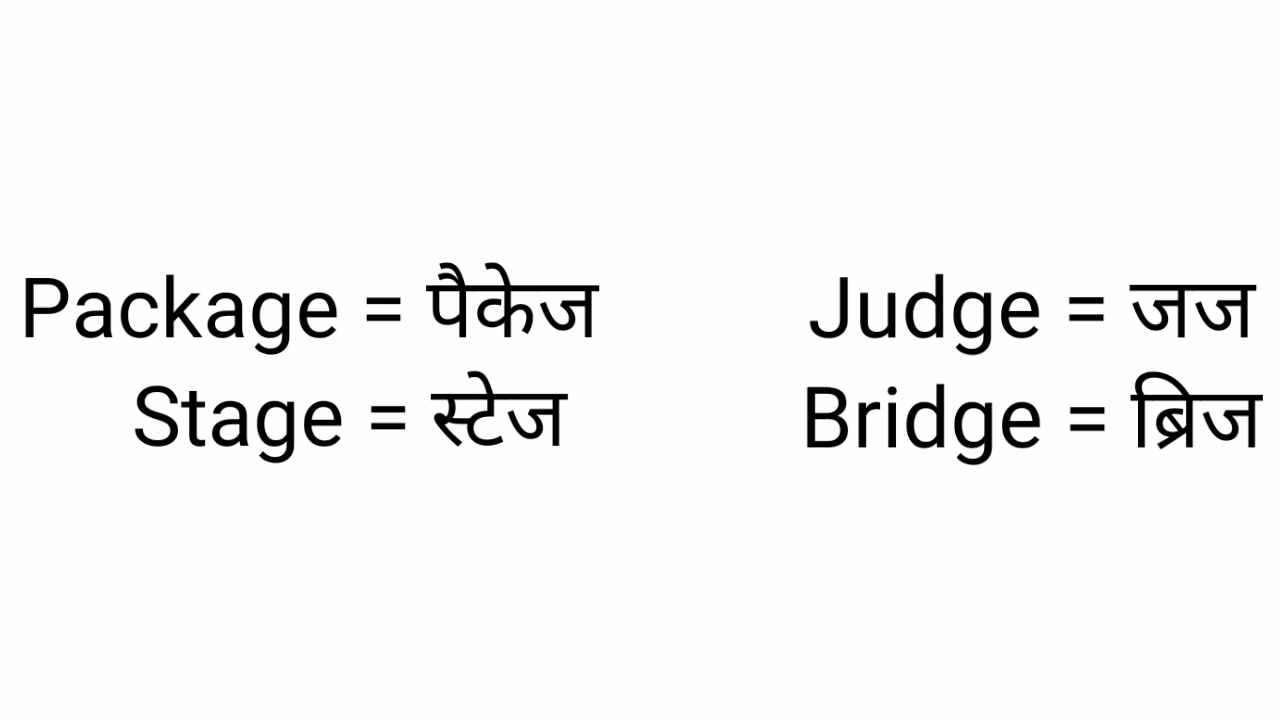 Package = पैकेज
Stage = स्टेज
Judge = जज
Bridge = ब्रिज